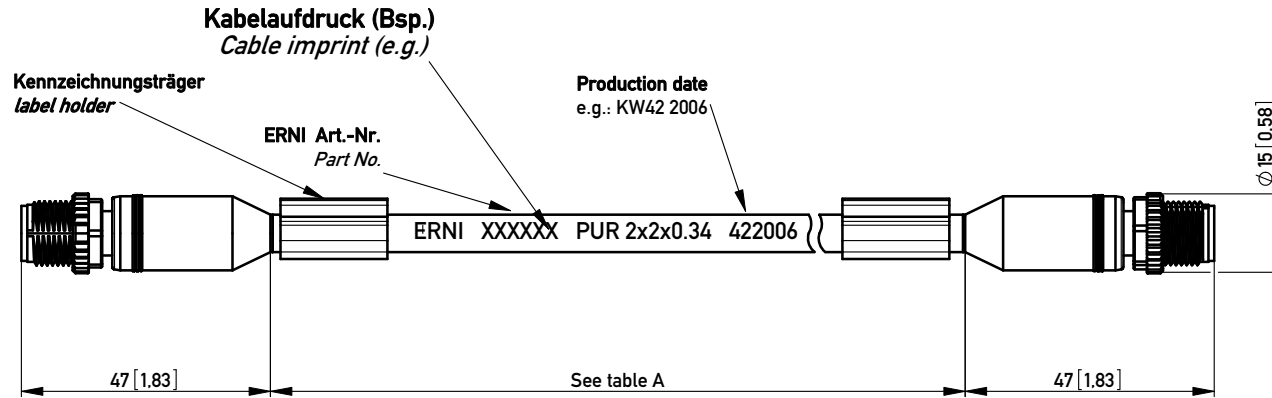 Kabelaufdruck (Bsp.)
Cable imprint (e.g.)
Kennzeichnungsträger
label holder
Production date
e.g.: KW42 2006
ERNI Art.-Nr.
Part No.
Ø 15 [0,58]
ERNI XXXXXX PUR 2x2x0.34 422006
47 [1,83]
See table A
47 [1,83]